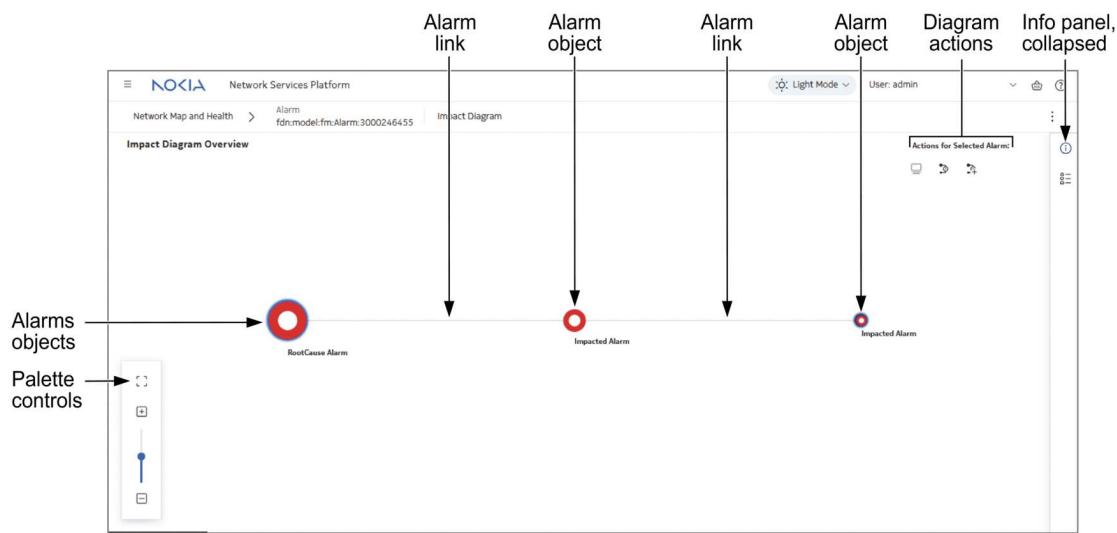 Alarm
link
Alarm
object
Alarm
link
Alarm
object
Diagram
actions
Info panel,
collapsed
NOKIA Network Services Platform
Light Mode
User: admin
Network Map and Health
Alarm
fdn:model:fm:Alarm:3000246455
Impact Diagram
Impact Diagram Overview
Actions for Selected Alarm:
Alarms
objects
RootCause Alarm
Impacted Alarm
Impacted Alarm
Palette
controls